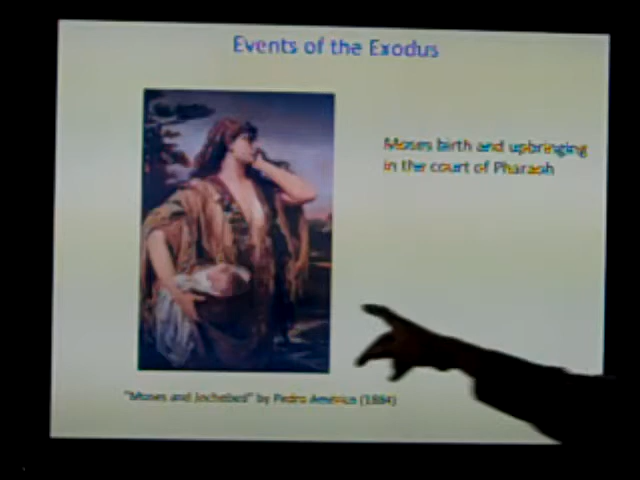 Events of the Exodus
Moses birth and upbringing
in the court of Pharaoh
"Moses and Jochebed" by Pedro Américo (1884)